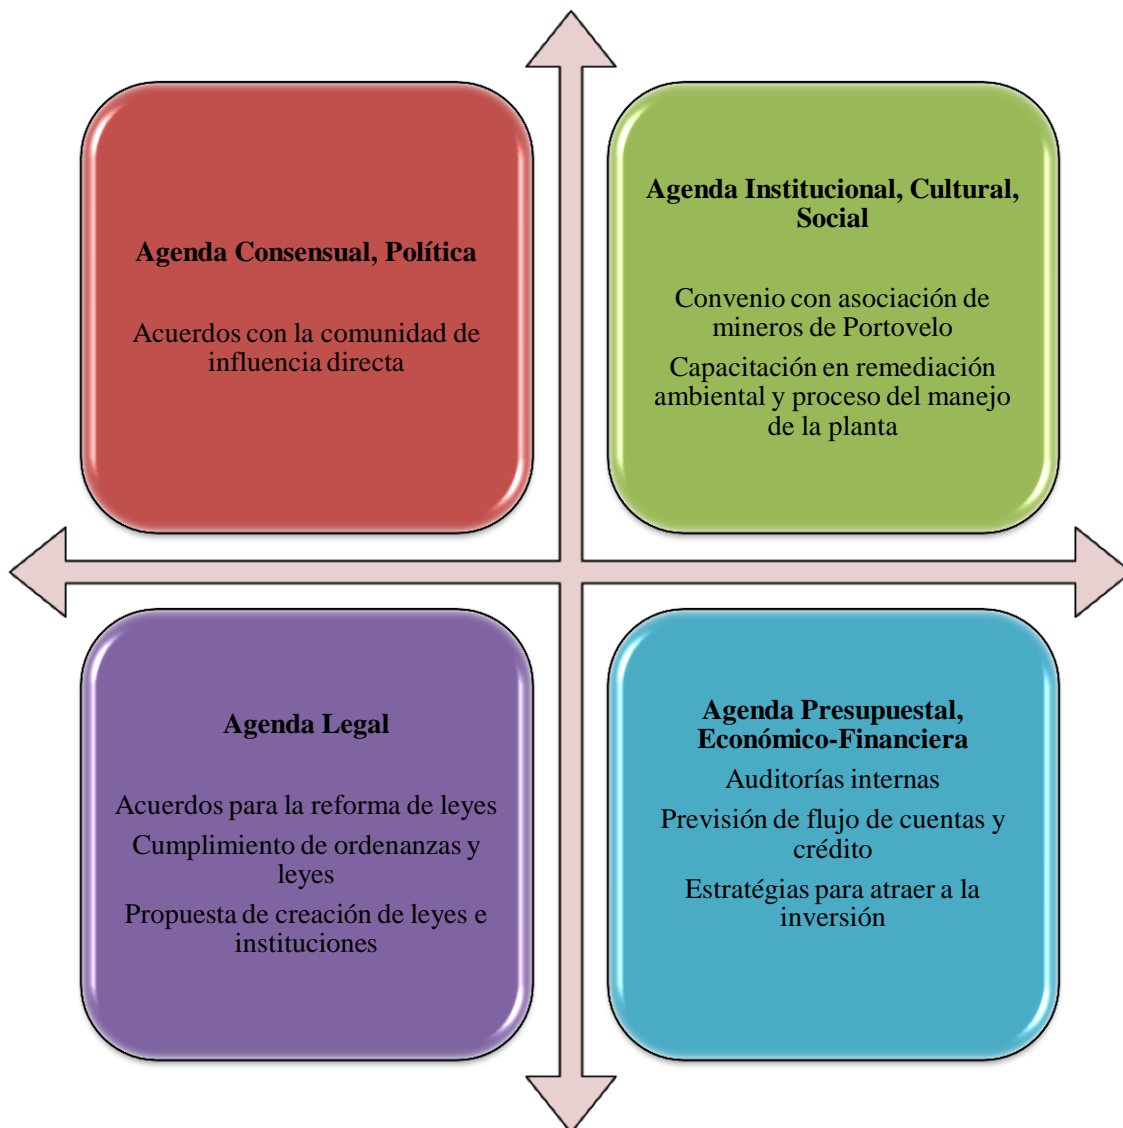 Agenda Consensual, Política
Acuerdos con la comunidad de
influencia directa
Agenda Institucional, Cultural,
Social
Convenio con asociación de
mineros de Portovelo
Capacitación en remediación
ambiental y proceso del manejo
de la planta
Agenda Legal
Acuerdos para la reforma de leyes
Cumplimiento de ordenanzas y
leyes
Propuesta de creación de leyes e
instituciones
Agenda Presupuestal,
Económico-Financiera
Auditorías internas
Previsión de flujo de cuentas y
crédito
Estratégias para atraer a la
inversión